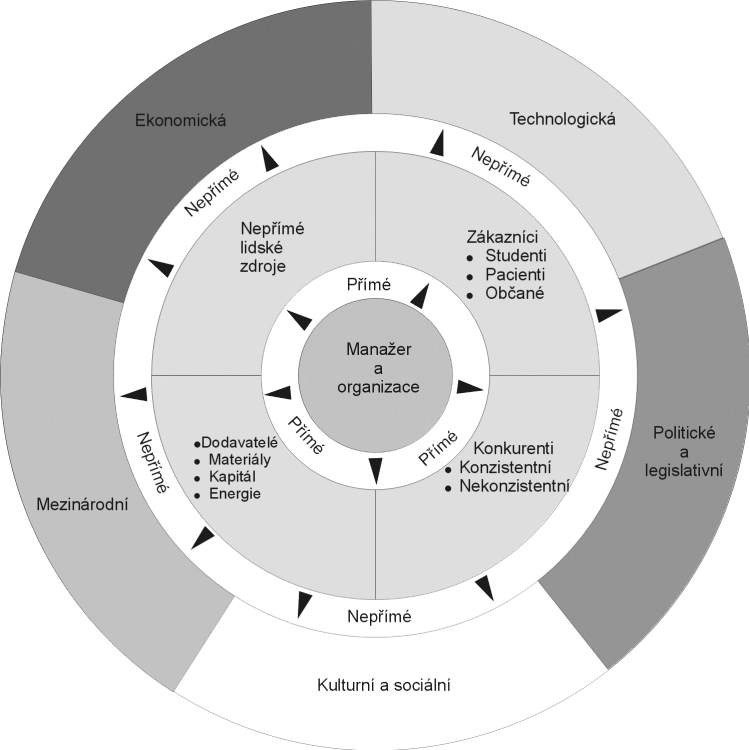 Ekonomická
Technologická
Nepřímé
Nepřímé
Nepřímé
lidské
zdroje
Zákazníci
• Studenti
• Pacienti
• Občané
Přímé
Manažer
a
organizace
Přímé
Přímé
•Dodavatelé
• Materiály
• Kapitál
• Energie
Konkurenti
• Konzistentní
• Nekonzistentní
Nepřímé
Nepřímé
Politické
a
legislativní
Mezinárodní
Nepřímé
Kulturní a sociální